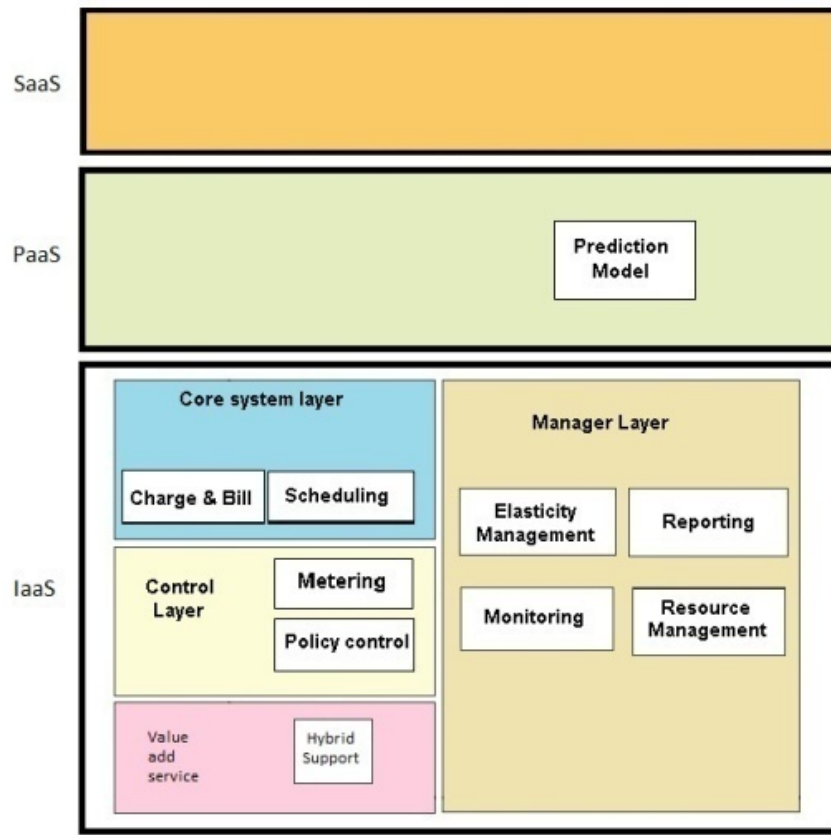 SaaS
PaaS
Prediction
Model
IaaS
Core system layer
Charge & Bill
Scheduling
Control
Layer
Metering
Policy control
Value
add
service
Hybrid
Support
Manager Layer
Elasticity
Management
Reporting
Monitoring
Resource
Management